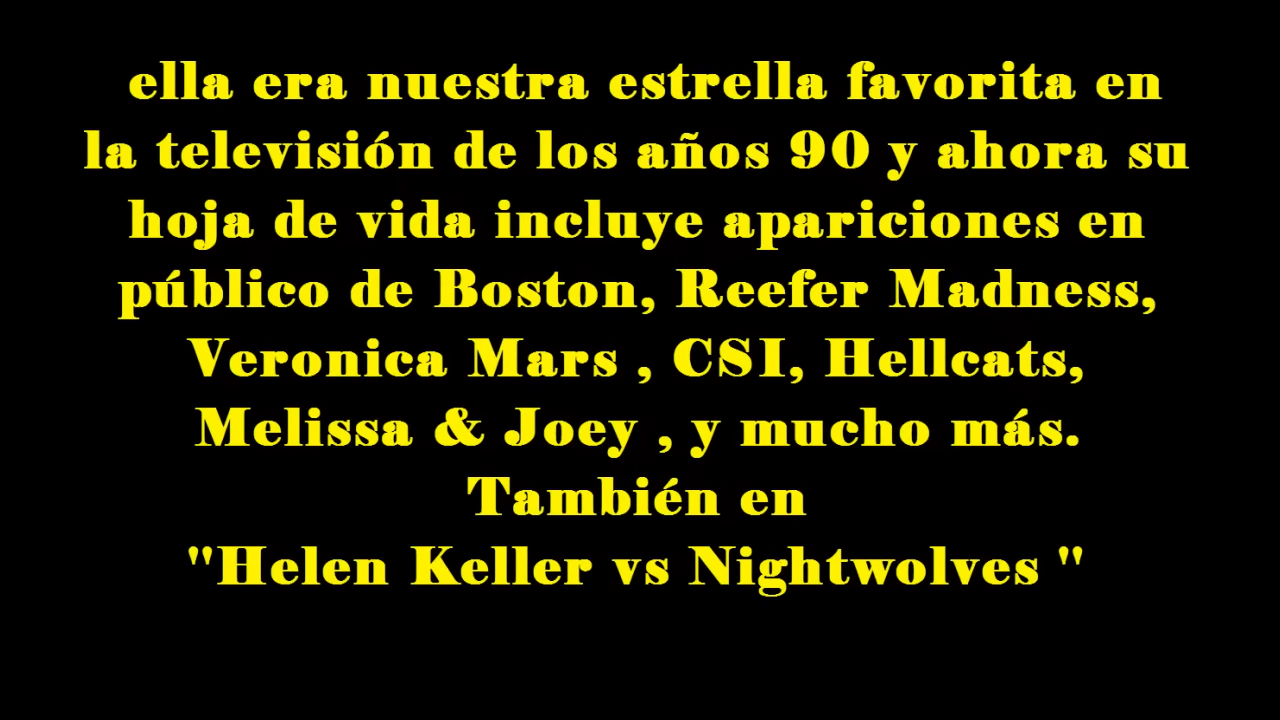 ella era nuestra estrella favorita en
la televisión de los años 90 y ahora su
hoja de vida incluye apariciones en
público de Boston, Reefer Madness,
Veronica Mars , CSI, Hellcats,
Melissa & Joey , y mucho más.
También en
"Helen Keller vs Nightwolves "